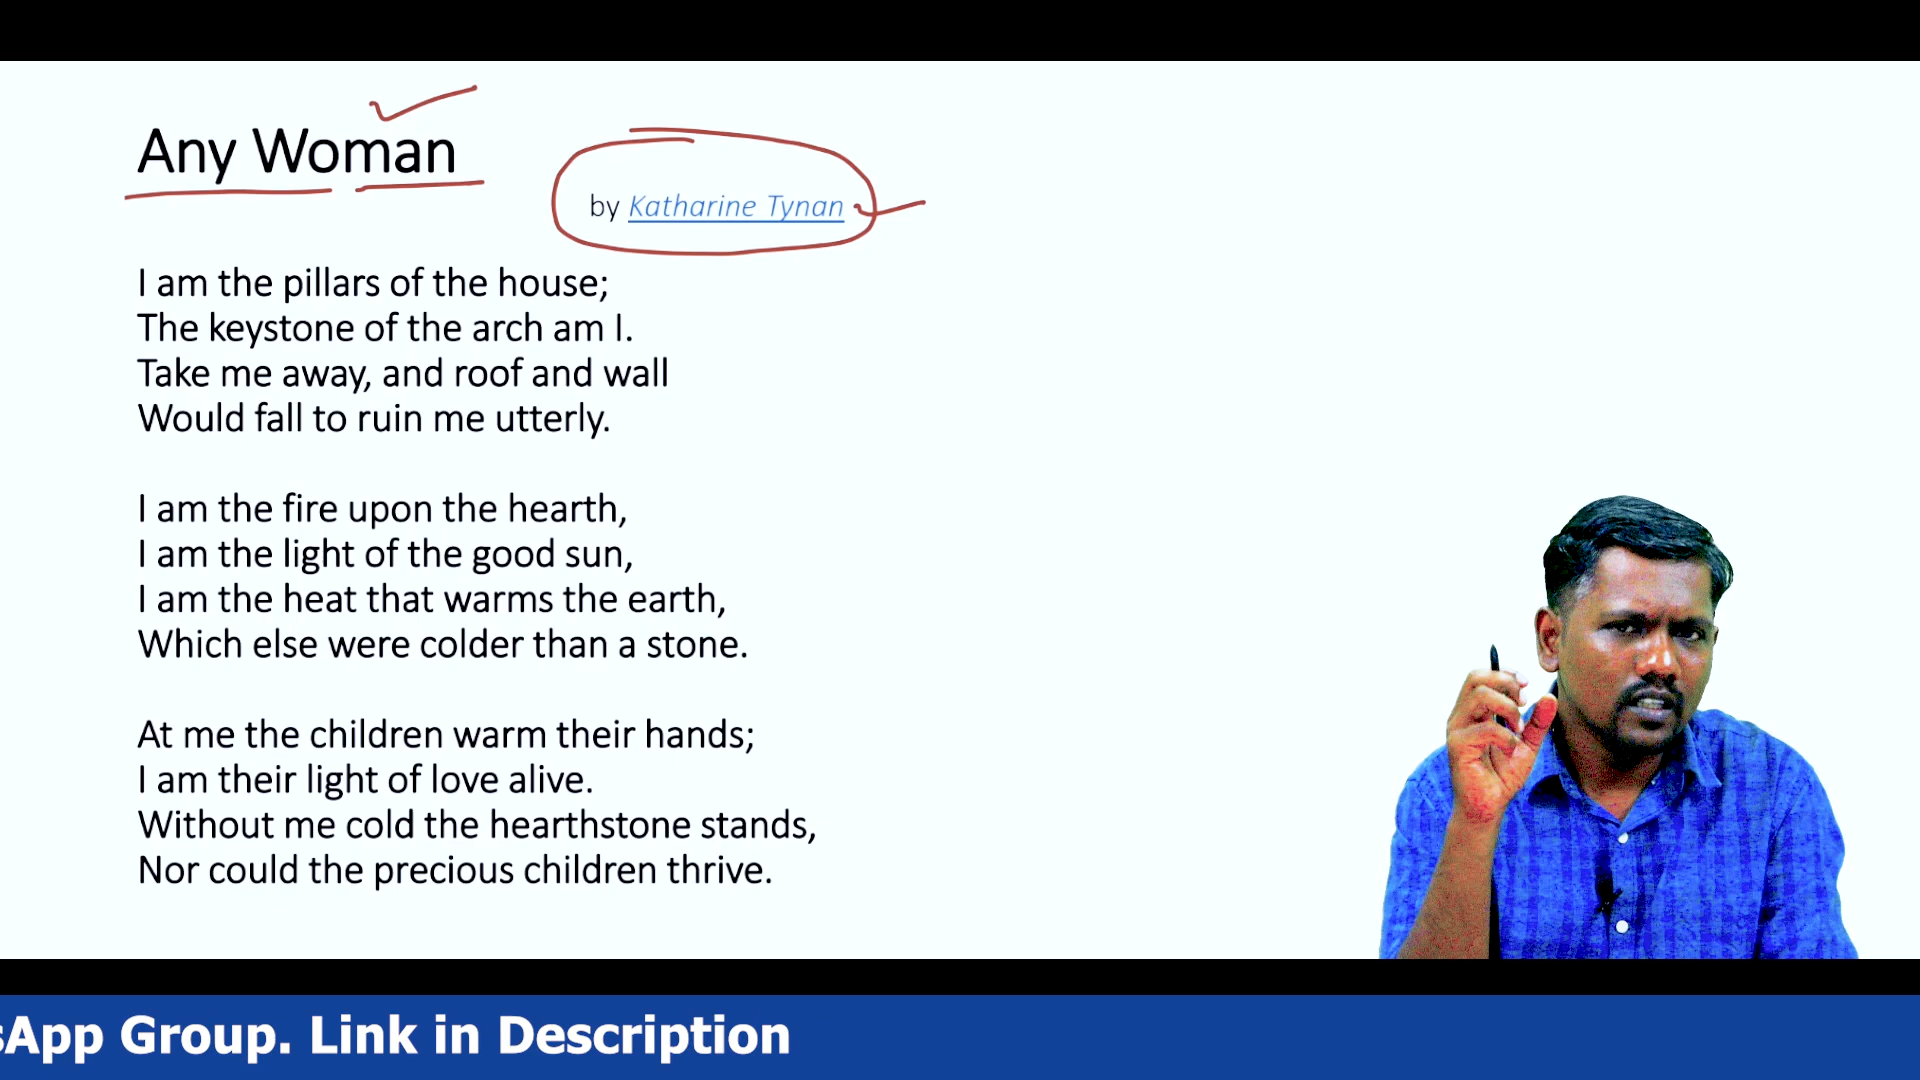 Any Woman
by Katharine Tynan
I am the pillars of the house;
The keystone of the arch am I.
Take me away, and roof and wall
Would fall to ruin me utterly.
I am the fire upon the hearth,
I am the light of the good sun,
I am the heat that warms the earth,
Which else were colder than a stone.
At me the children warm their hands;
I am their light of love alive.
Without me cold the hearthstone stands,
Nor could the precious children thrive.
sApp Group. Link in Description